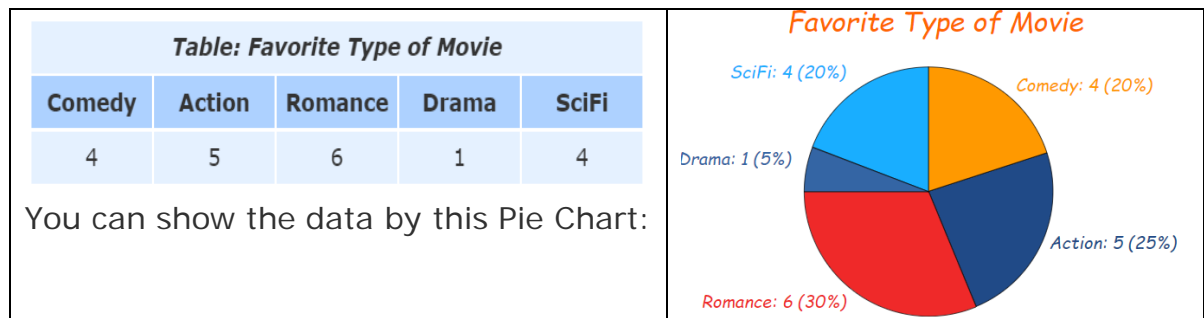 Table: Favorite Type of Movie
Comedy Action Romance Drama SciFi
4 5 6 1 4
You can show the data by this Pie Chart:
Favorite Type of Movie
SciFi: 4 (20%)
Comedy: 4 (20%)
Drama: 1 (5%)
Action: 5 (25%)
Romance: 6 (30%)